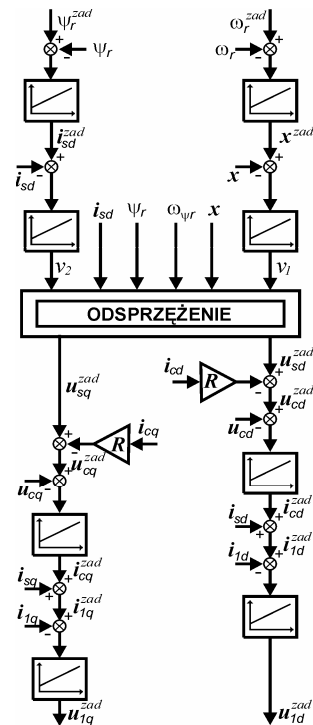 ψr^zad ωr^zad
+ +
- ψr ωr -
isd^zad x^zad
+ +
isd - x -
isd ψr ωψr x
v2 v1
ODSPRZĘŻENIE
usd^zad
usq^zad icd R + -
ucd^zad
icq + ucd -
+ - R
ucq^zad
ucq + -
icd^zad
isd + +
i1d^zad
icq^zad i1d + -
isq + +
i1q^zad
i1q + -
u1q^zad u1d^zad